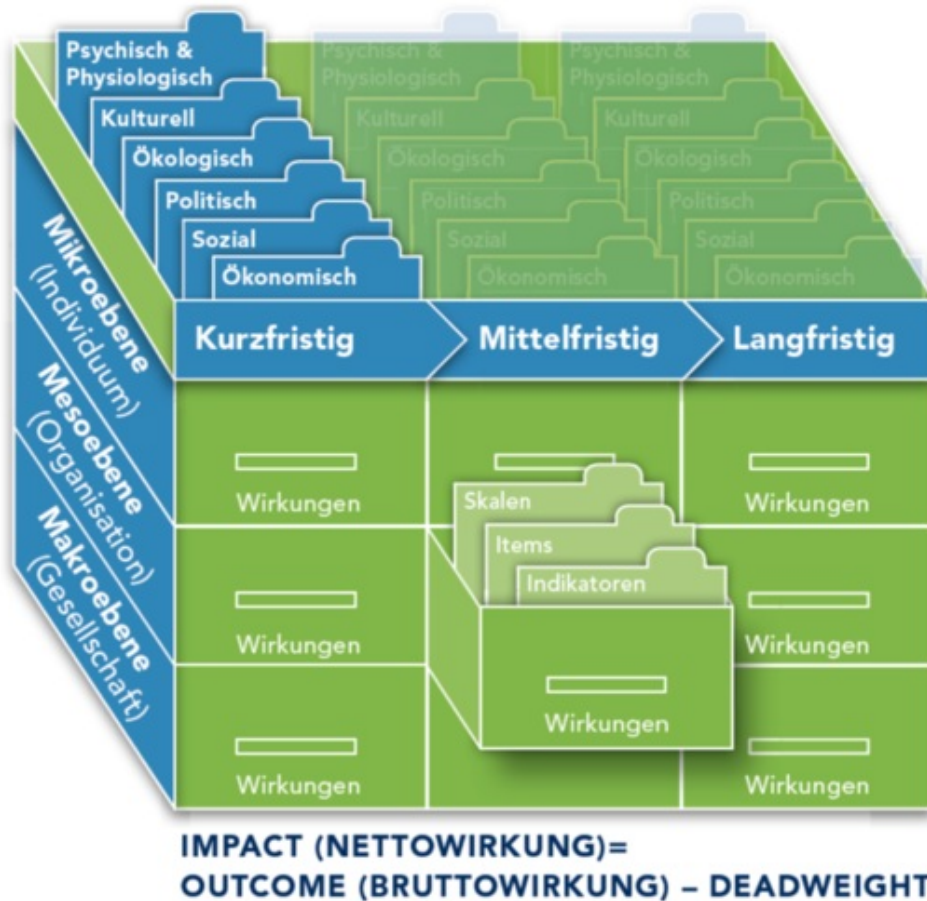 Psychisch &
Physiologisch
Kulturell
Ökologisch
Politisch
Sozial
Ökonomisch
Psychisch &
Physiologisch
Kulturell
Ökologisch
Politisch
Sozial
Ökonomisch
Psychisch &
Physiologisch
Kulturell
Ökologisch
Politisch
Sozial
Ökonomisch
Mikroebene
(Individuum)
Mesoebene
(Organisation)
Makroebene
(Gesellschaft)
Kurzfristig
Mittelfristig
Langfristig
Wirkungen
Wirkungen
Skalen
Items
Indikatoren
Wirkungen
Wirkungen
Wirkungen
Wirkungen
Wirkungen
IMPACT (NETTOWIRKUNG)=
OUTCOME (BRUTTOWIRKUNG) – DEADWEIGHT